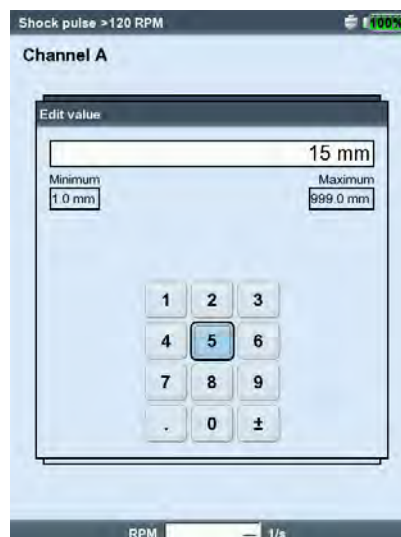 Shock pulse >120 RPM 100%
Channel A
Edit value
15 mm
Minimum Maximum
1.0 mm 999.0 mm
1 2 3
4 5 6
7 8 9
. 0 ±
RPM — 1/s